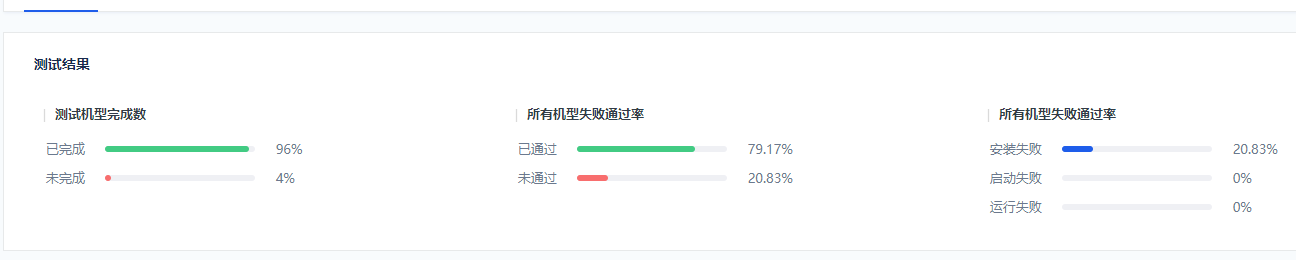 测试结果
测试机型完成数
已完成 96%
未完成 4%
所有机型失败通过率
已通过 79.17%
未通过 20.83%
所有机型失败通过率
安装失败 20.83%
启动失败 0%
运行失败 0%